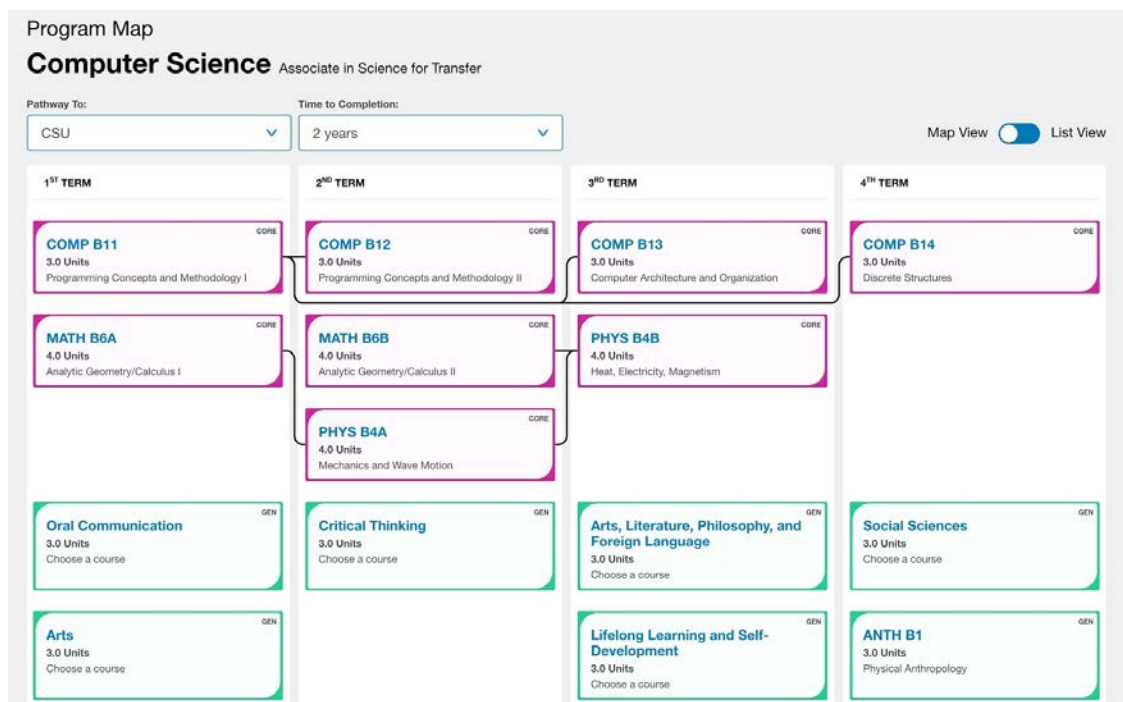 Program Map
Computer Science Associate in Science for Transfer
Pathway To:
Time to Completion:
CSU
2 years
Map View
List View
1ST TERM
2ND TERM
3RD TERM
4TH TERM
CORE
COMP B11
3.0 Units
Programming Concepts and Methodology I
CORE
COMP B12
3.0 Units
Programming Concepts and Methodology II
CORE
COMP B13
3.0 Units
Computer Architecture and Organization
CORE
COMP B14
3.0 Units
Discrete Structures
CORE
MATH B6A
4.0 Units
Analytic Geometry/Calculus I
CORE
MATH B6B
4.0 Units
Analytic Geometry/Calculus II
CORE
PHYS B4B
4.0 Units
Heat, Electricity, Magnetism
CORE
PHYS B4A
4.0 Units
Mechanics and Wave Motion
GEN
Oral Communication
3.0 Units
Choose a course
GEN
Critical Thinking
3.0 Units
Choose a course
GEN
Arts, Literature, Philosophy, and
Foreign Language
3.0 Units
Choose a course
GEN
Social Sciences
3.0 Units
Choose a course
GEN
Arts
3.0 Units
Choose a course
GEN
Lifelong Learning and Self-
Development
3.0 Units
Choose a course
GEN
ANTH B1
3.0 Units
Physical Anthropology